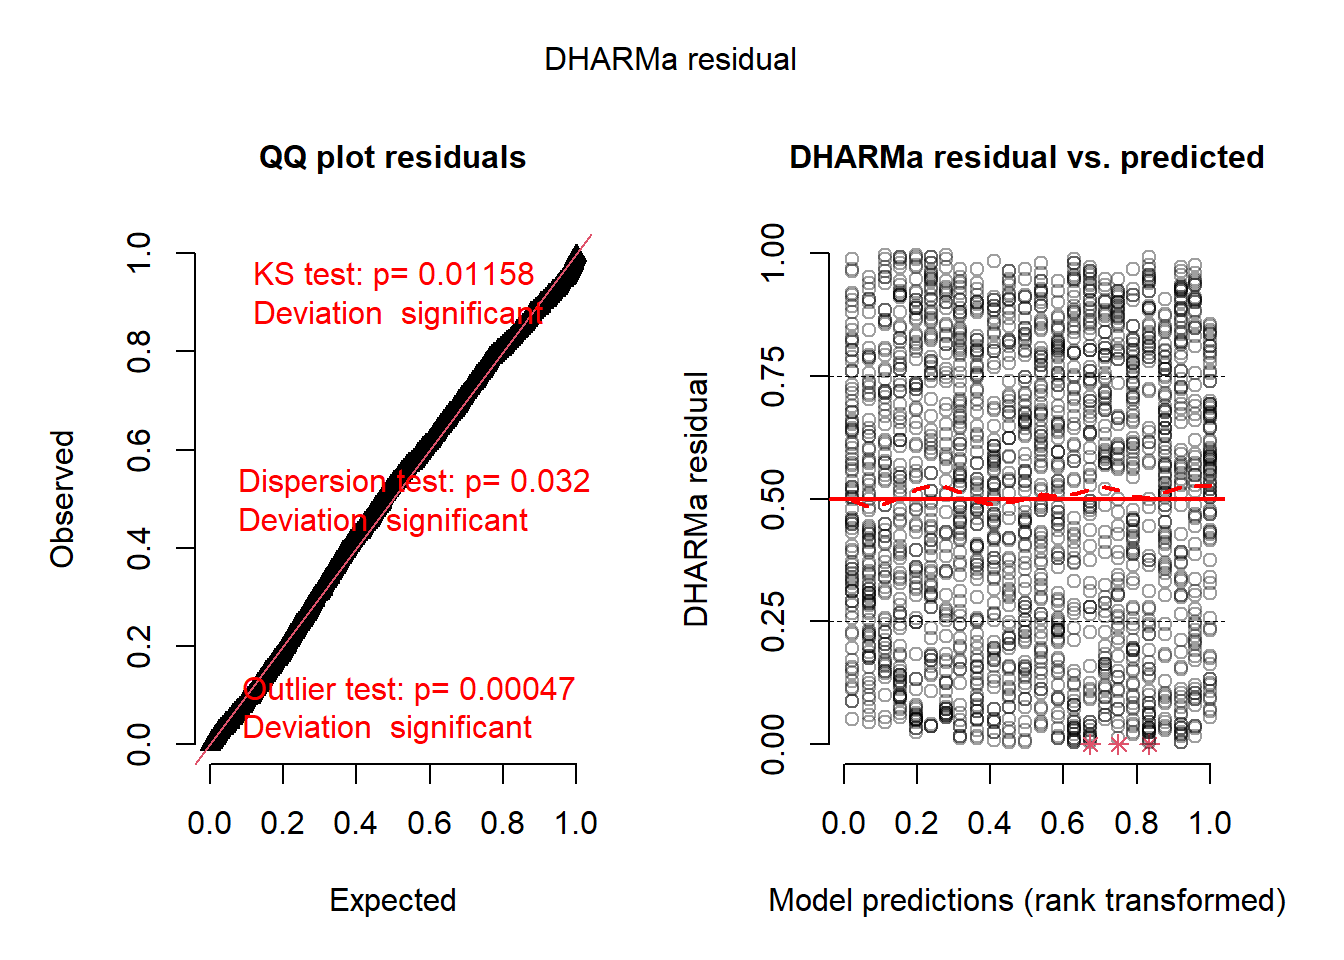 DHARMa residual
QQ plot residuals
KS test: p= 0.01158
Deviation  significant
Dispersion test: p= 0.032
Deviation  significant
Outlier test: p= 0.00047
Deviation  significant
Observed
0.0 0.2 0.4 0.6 0.8 1.0
0.0 0.2 0.4 0.6 0.8 1.0
Expected
DHARMa residual vs. predicted
DHARMa residual
0.00 0.25 0.50 0.75 1.00
0.0 0.2 0.4 0.6 0.8 1.0
Model predictions (rank transformed)